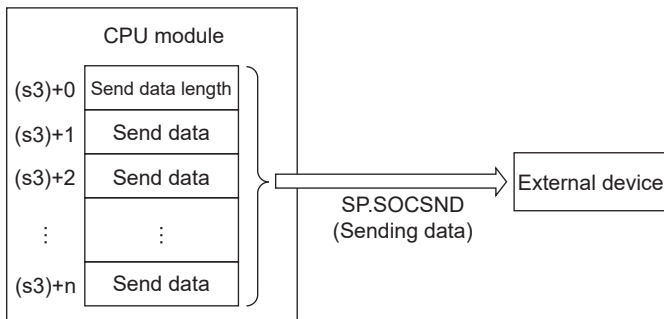 CPU module
(s3)+0 Send data length
(s3)+1 Send data
(s3)+2 Send data
⋮ ⋮
(s3)+n Send data
SP.SOCSND
(Sending data)
External device